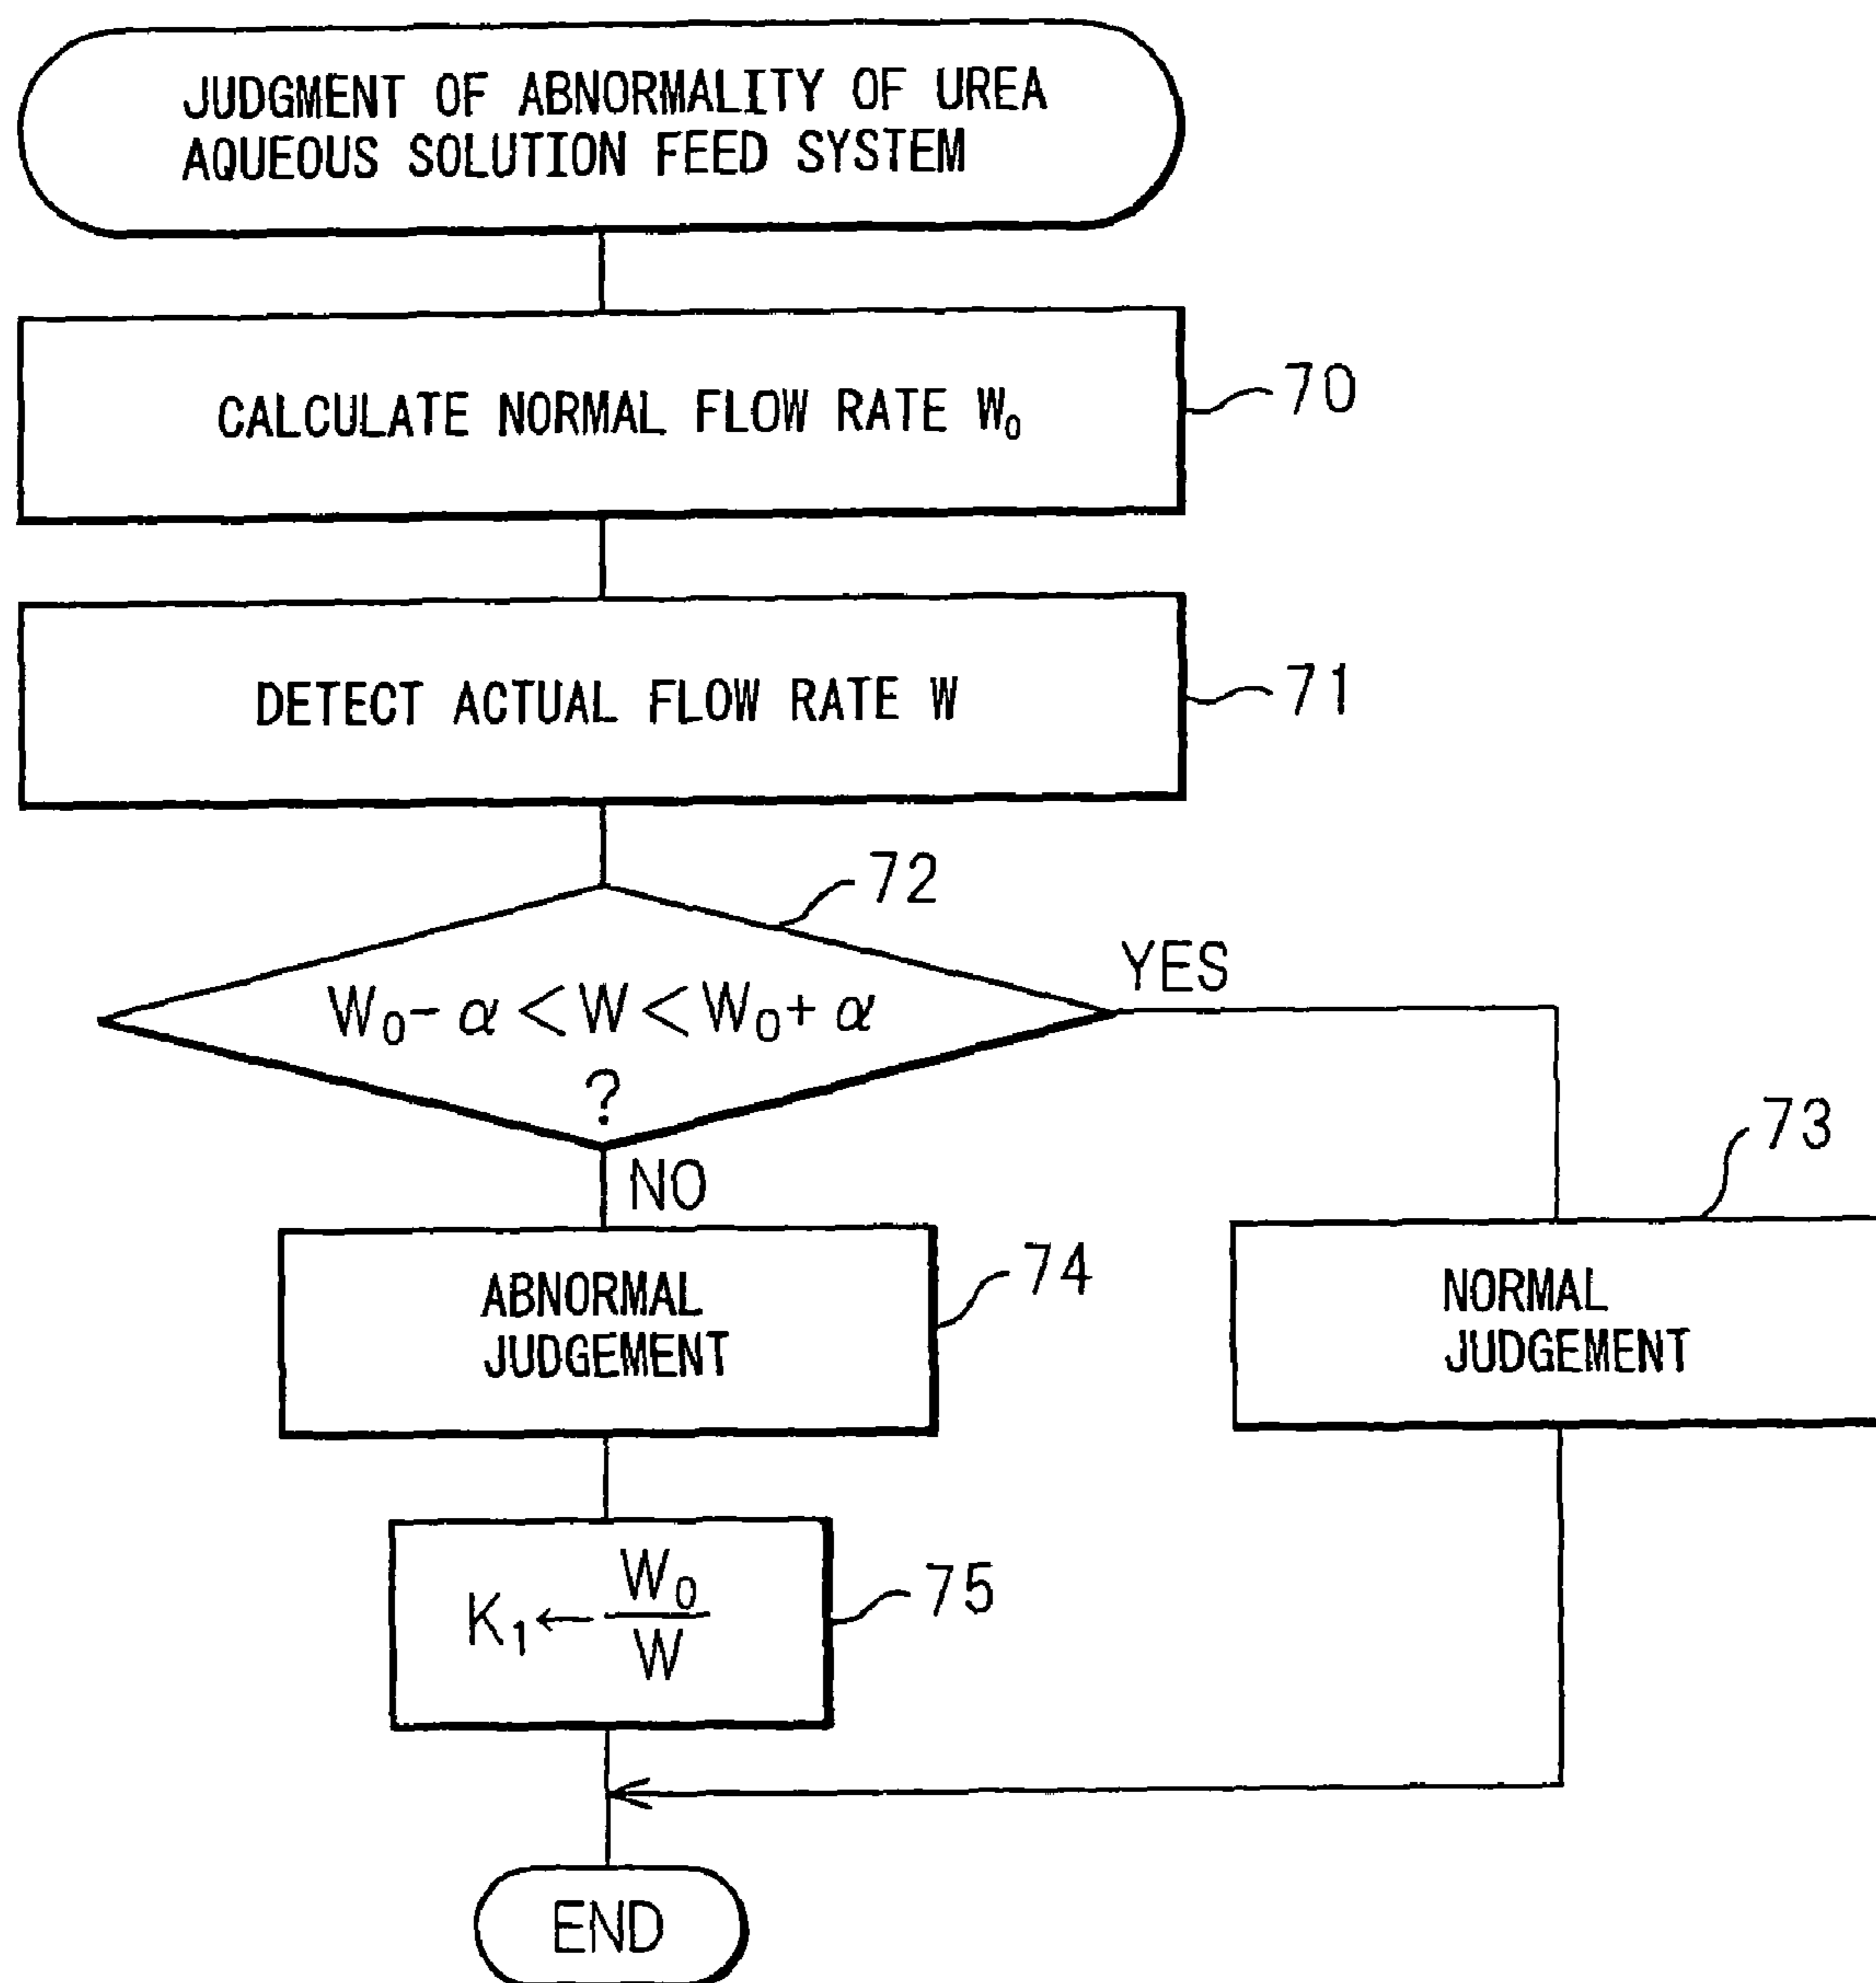 JUDGMENT OF ABNORMALITY OF UREA
AQUEOUS SOLUTION FEED SYSTEM
CALCULATE NORMAL FLOW RATE W₀
70
DETECT ACTUAL FLOW RATE W
71
72
W₀- α < W < W₀+ α
?
YES
NO
73
ABNORMAL
JUDGEMENT
74
NORMAL
JUDGEMENT
K₁← W₀
W
75
END